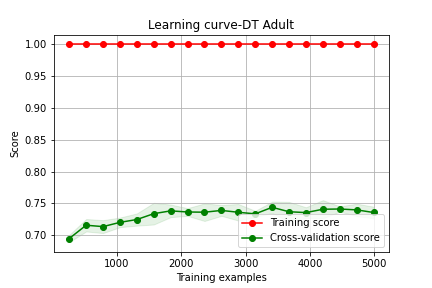 Learning curve-DT Adult
1.00
0.95
0.90
0.85
0.80
0.75
0.70
Score
Training score
Cross-validation score
1000
2000
3000
4000
5000
Training examples